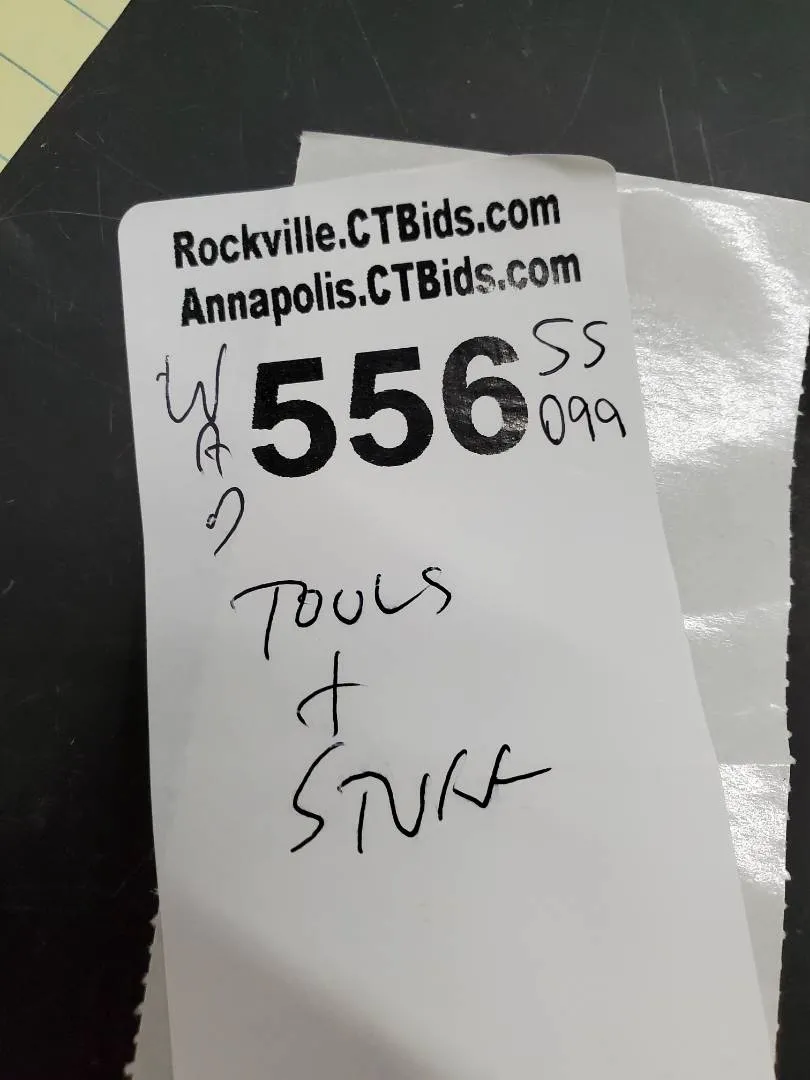 Rockville.CTBids.com
Annapolis.CTBids.com
556 SS
099
TOOLS
+
STUFF